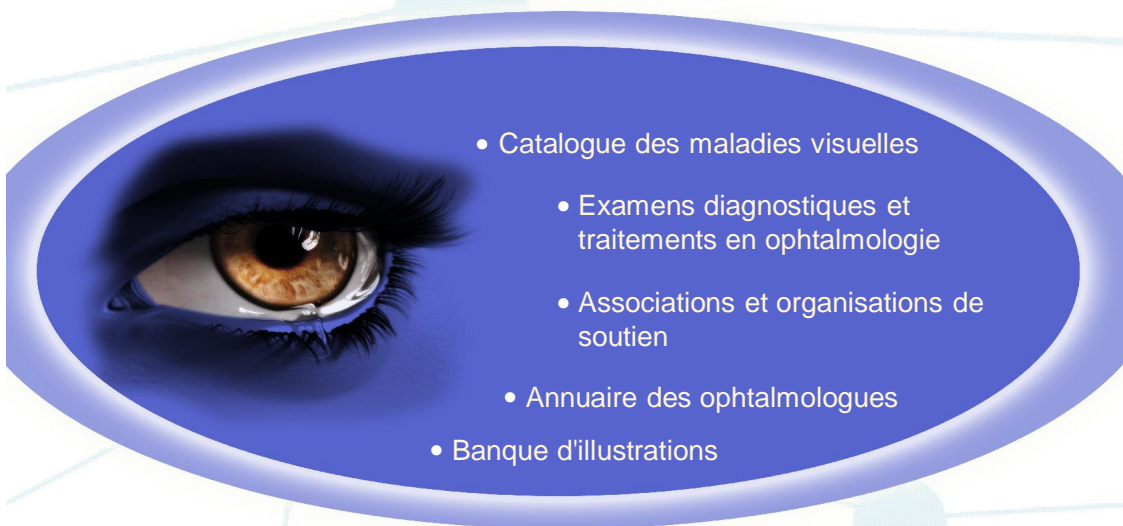 • Catalogue des maladies visuelles
• Examens diagnostiques et
traitements en ophtalmologie
• Associations et organisations de
soutien
• Annuaire des ophtalmologues
• Banque d'illustrations